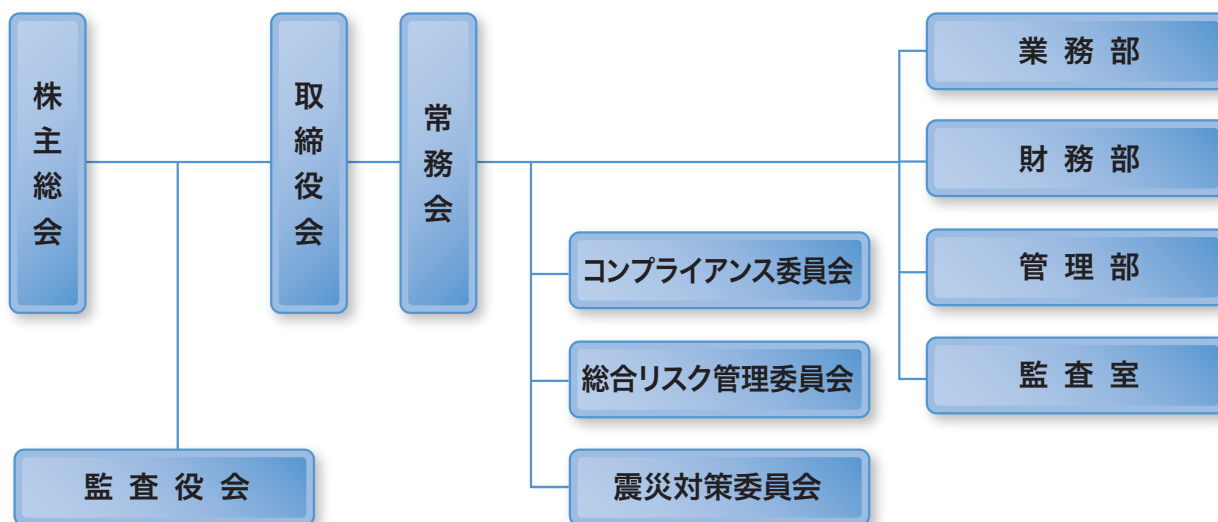 株主総会
取締役会
常務会
業務部
財務部
管理部
監査室
コンプライアンス委員会
総合リスク管理委員会
震災対策委員会
監査役会